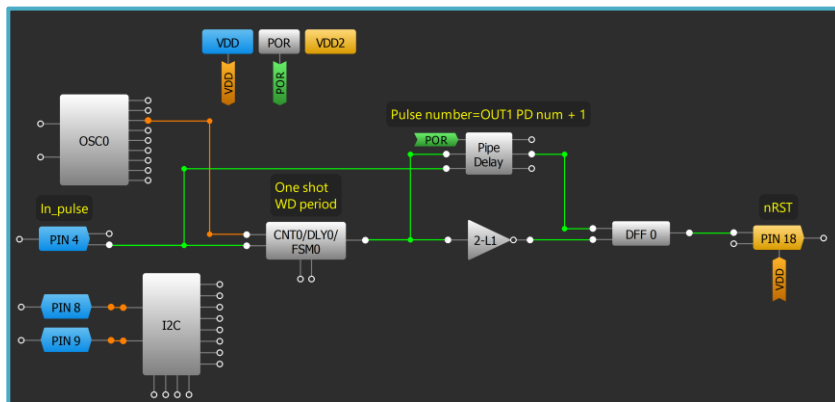 VDD POR VDD2
VDD
POR
Pulse number=OUT1 PD num + 1
OSC0
POR
Pipe
Delay
In_pulse
One shot
WD period
nRST
PIN 4
CNT0/DLY0/
FSM0
2-L1
DFF 0
PIN 18
VDD
PIN 8
I2C
PIN 9